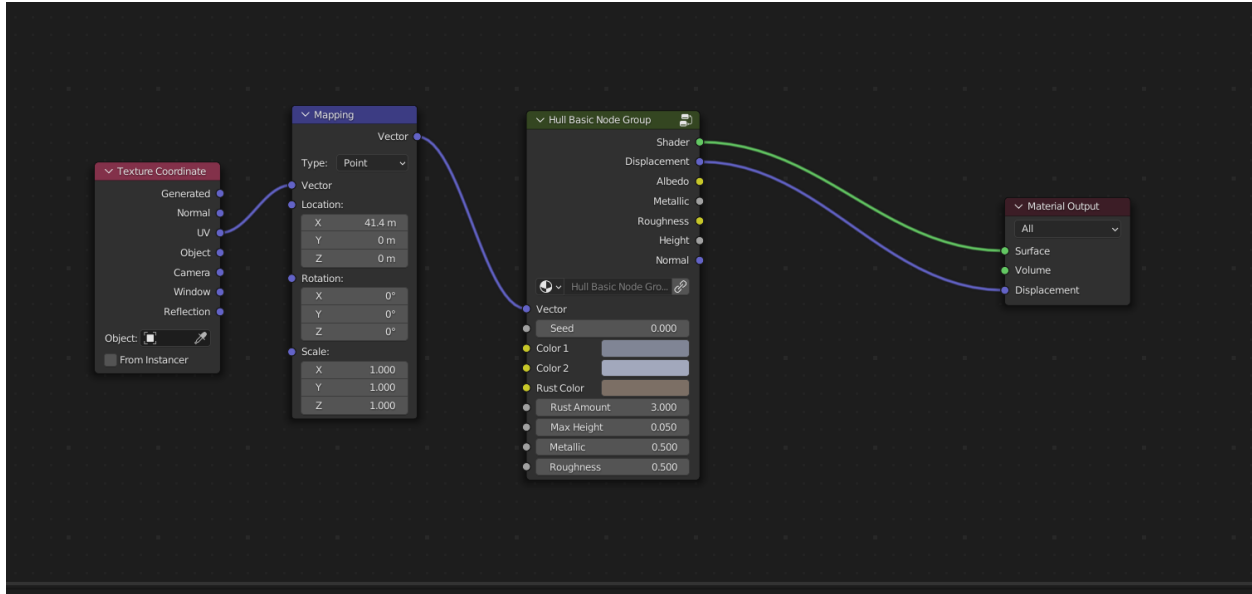 Texture Coordinate
Generated
Normal
UV
Object
Camera
Window
Reflection
Object:
From Instancer
Mapping
Vector
Type: Point
Vector
Location:
X 41.4 m
Y 0 m
Z 0 m
Rotation:
X 0°
Y 0°
Z 0°
Scale:
X 1.000
Y 1.000
Z 1.000
Hull Basic Node Group
Shader
Displacement
Albedo
Metallic
Roughness
Height
Normal
Hull Basic Node Gro...
Vector
Seed 0.000
Color 1
Color 2
Rust Color
Rust Amount 3.000
Max Height 0.050
Metallic 0.500
Roughness 0.500
Material Output
All
Surface
Volume
Displacement